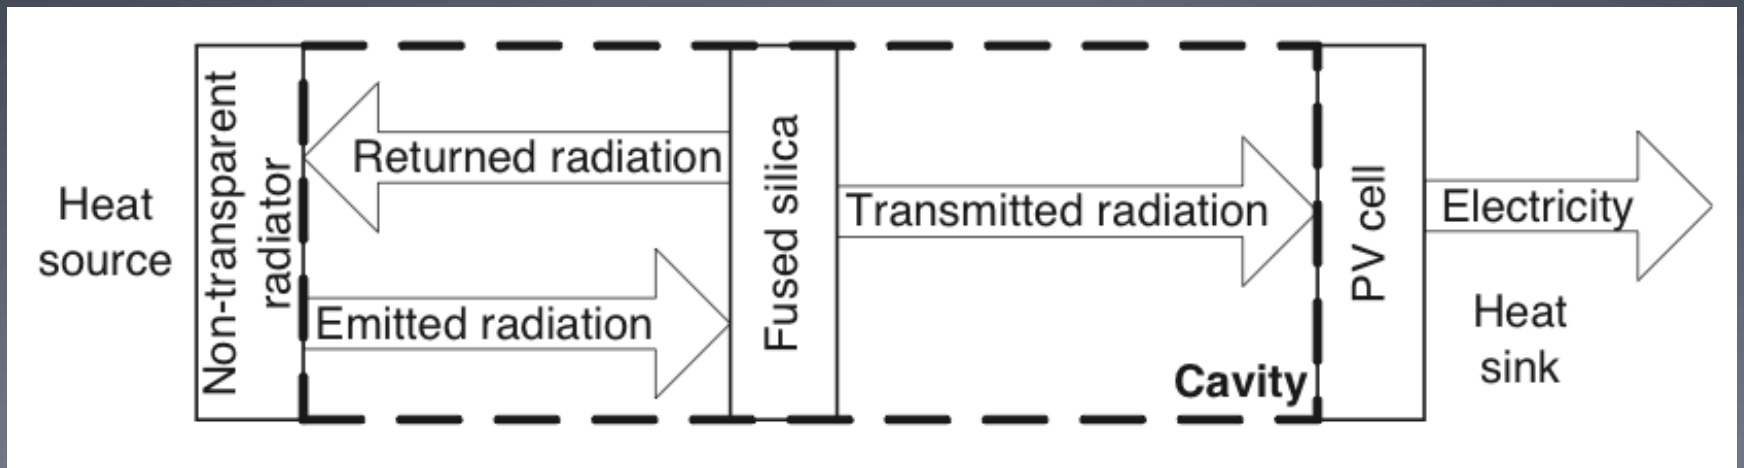 Heat
source
Non-transparent
radiator
Returned radiation
Emitted radiation
Fused silica
Transmitted radiation
Cavity
PV cell
Electricity
Heat
sink